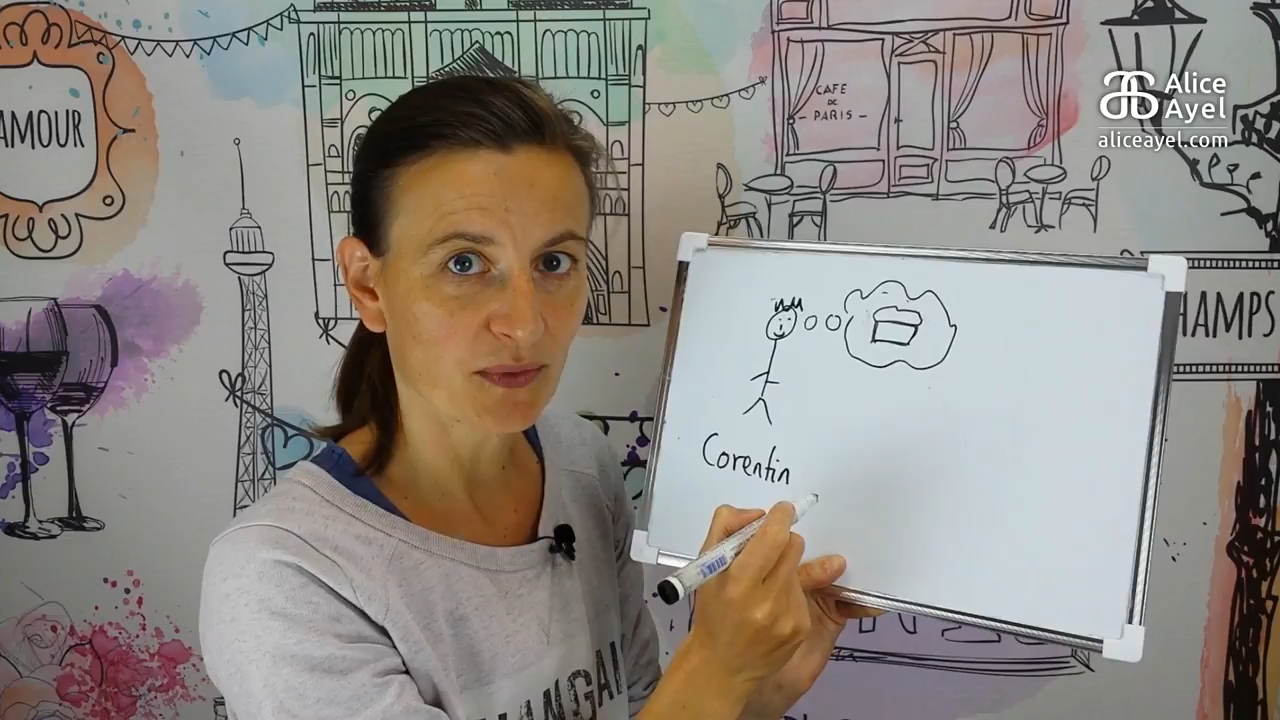 AMOUR
CAFE
DE
PARIS
Alice
Ayel
aliceayel.com
HAMPS
Corentin